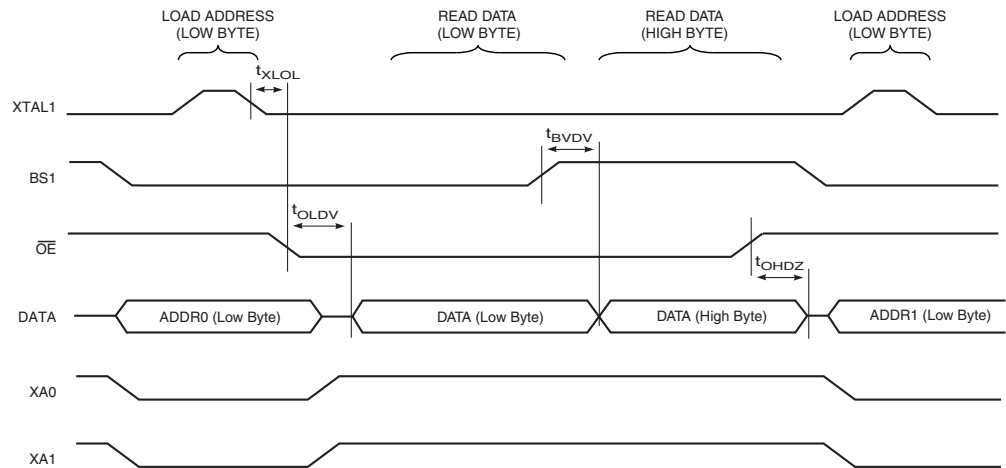 LOAD ADDRESS
(LOW BYTE)
READ DATA
(LOW BYTE)
READ DATA
(HIGH BYTE)
LOAD ADDRESS
(LOW BYTE)
tXLOL
XTAL1
tBVDV
BS1
tOLDV
OE
tOHDZ
DATA
ADDR0 (Low Byte)
DATA (Low Byte)
DATA (High Byte)
ADDR1 (Low Byte)
XA0
XA1